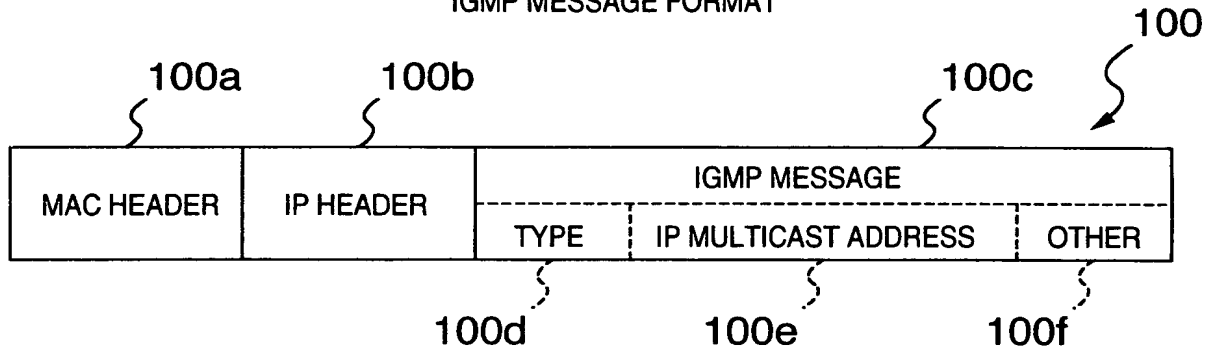 IGMP MESSAGE FORMAT
100
100a 100b 100c
MAC HEADER IP HEADER IGMP MESSAGE
TYPE IP MULTICAST ADDRESS OTHER
100d 100e 100f